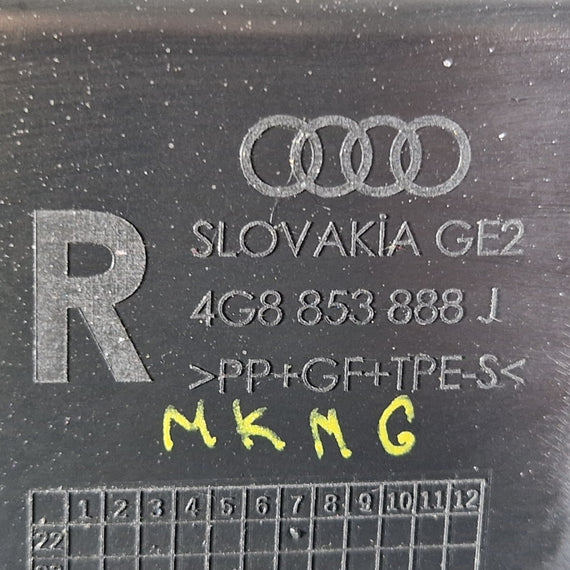 R
SLOVAKİA GE2
4G8 853 888 J
>PP+GF+TPE-S<
MKMG
1 2 3 4 5 6 7 8 9 10 11 12
22